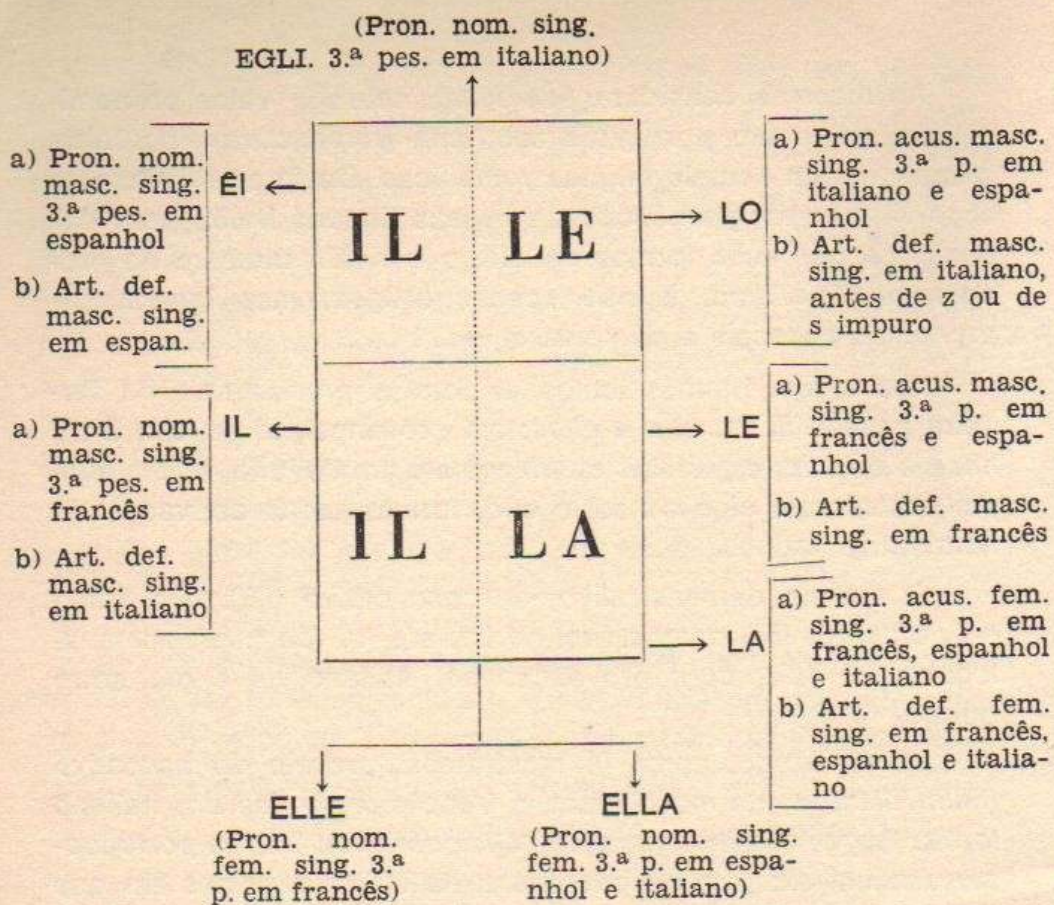 (Pron. nom. sing.
EGLI. 3.ª pes. em italiano)
a) Pron. nom.
masc. sing.
3.ª pes. em
espanhol
b) Art. def.
masc. sing.
em espan.
ÊI
IL LE
LO
a) Pron. acus. masc.
sing. 3.ª p. em
italiano e espa-
nhol
b) Art. def. masc.
sing. em italiano,
antes de z ou de
s impuro
a) Pron. nom.
masc. sing.
3.ª pes. em
francês
b) Art. def.
masc. sing.
em italiano
IL
IL LA
LE
a) Pron. acus. masc.
sing. 3.ª p. em
francês e espa-
nhol
b) Art. def. masc.
sing. em francês
LA
a) Pron. acus. fem.
sing. 3.ª p. em
francês, espanhol
e italiano
b) Art. def. fem.
sing. em francês,
espanhol e italia-
no
ELLE
(Pron. nom.
fem. sing. 3.ª
p. em francês)
ELLA
(Pron. nom. sing.
fem. 3.ª p. em espa-
nhol e italiano)